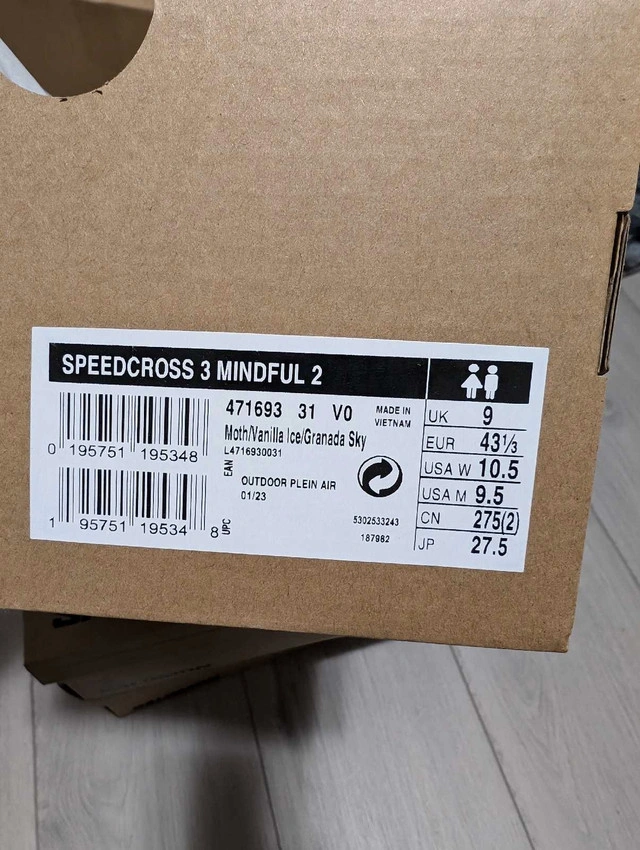 SPEEDCROSS 3 MINDFUL 2
471693 31 V0
MADE IN
VIETNAM
Moth/Vanilla Ice/Granada Sky
L4716930031
0 195751 195348
EAN
OUTDOOR PLEIN AIR
01/23
1 95751 19534 8
UPC
5302533243
187982
UK 9
EUR 43 1/3
USA W 10.5
USA M 9.5
CN 275(2)
JP 27.5